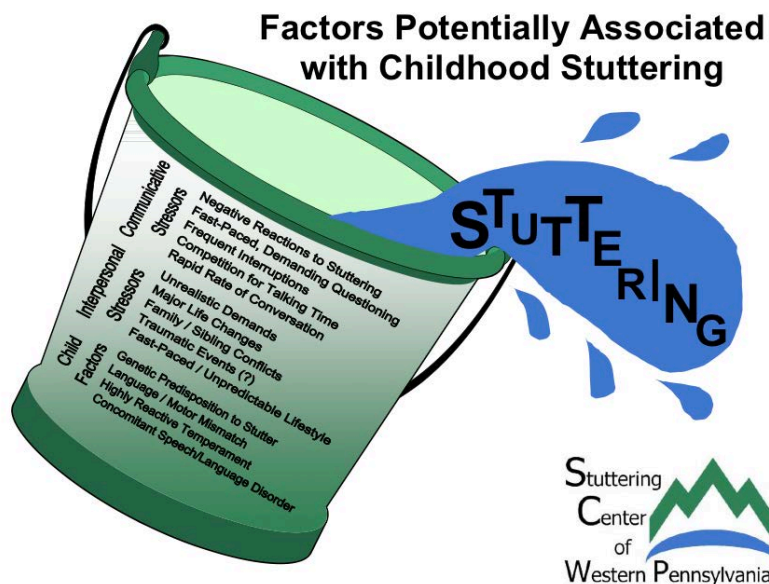 Factors Potentially Associated
with Childhood Stuttering
STUTTERING
Communicative
Stressors
Negative Reactions to Stuttering
Fast-Paced, Demanding Questioning
Frequent Interruptions
Competition for Talking Time
Rapid Rate of Conversation
Interpersonal
Stressors
Unrealistic Demands
Major Life Changes
Family / Sibling Conflicts
Traumatic Events (?)
Fast-Paced / Unpredictable Lifestyle
Child
Factors
Genetic Predisposition to Stutter
Language / Motor Mismatch
Highly Reactive Temperament
Concomitant Speech/Language Disorder
Stuttering
Center
of
Western Pennsylvania